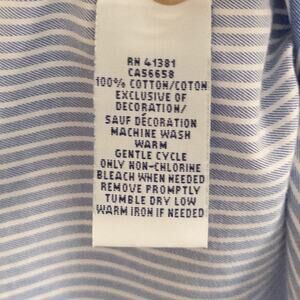 RN 41381
CA56658
100% COTTON/COTON
EXCLUSIVE OF
DECORATION/
SAUF DÉCORATION
MACHINE WASH
WARM
GENTLE CYCLE
ONLY NON-CHLORINE
BLEACH WHEN NEEDED
REMOVE PROMPTLY
TUMBLE DRY LOW
WARM IRON IF NEEDED